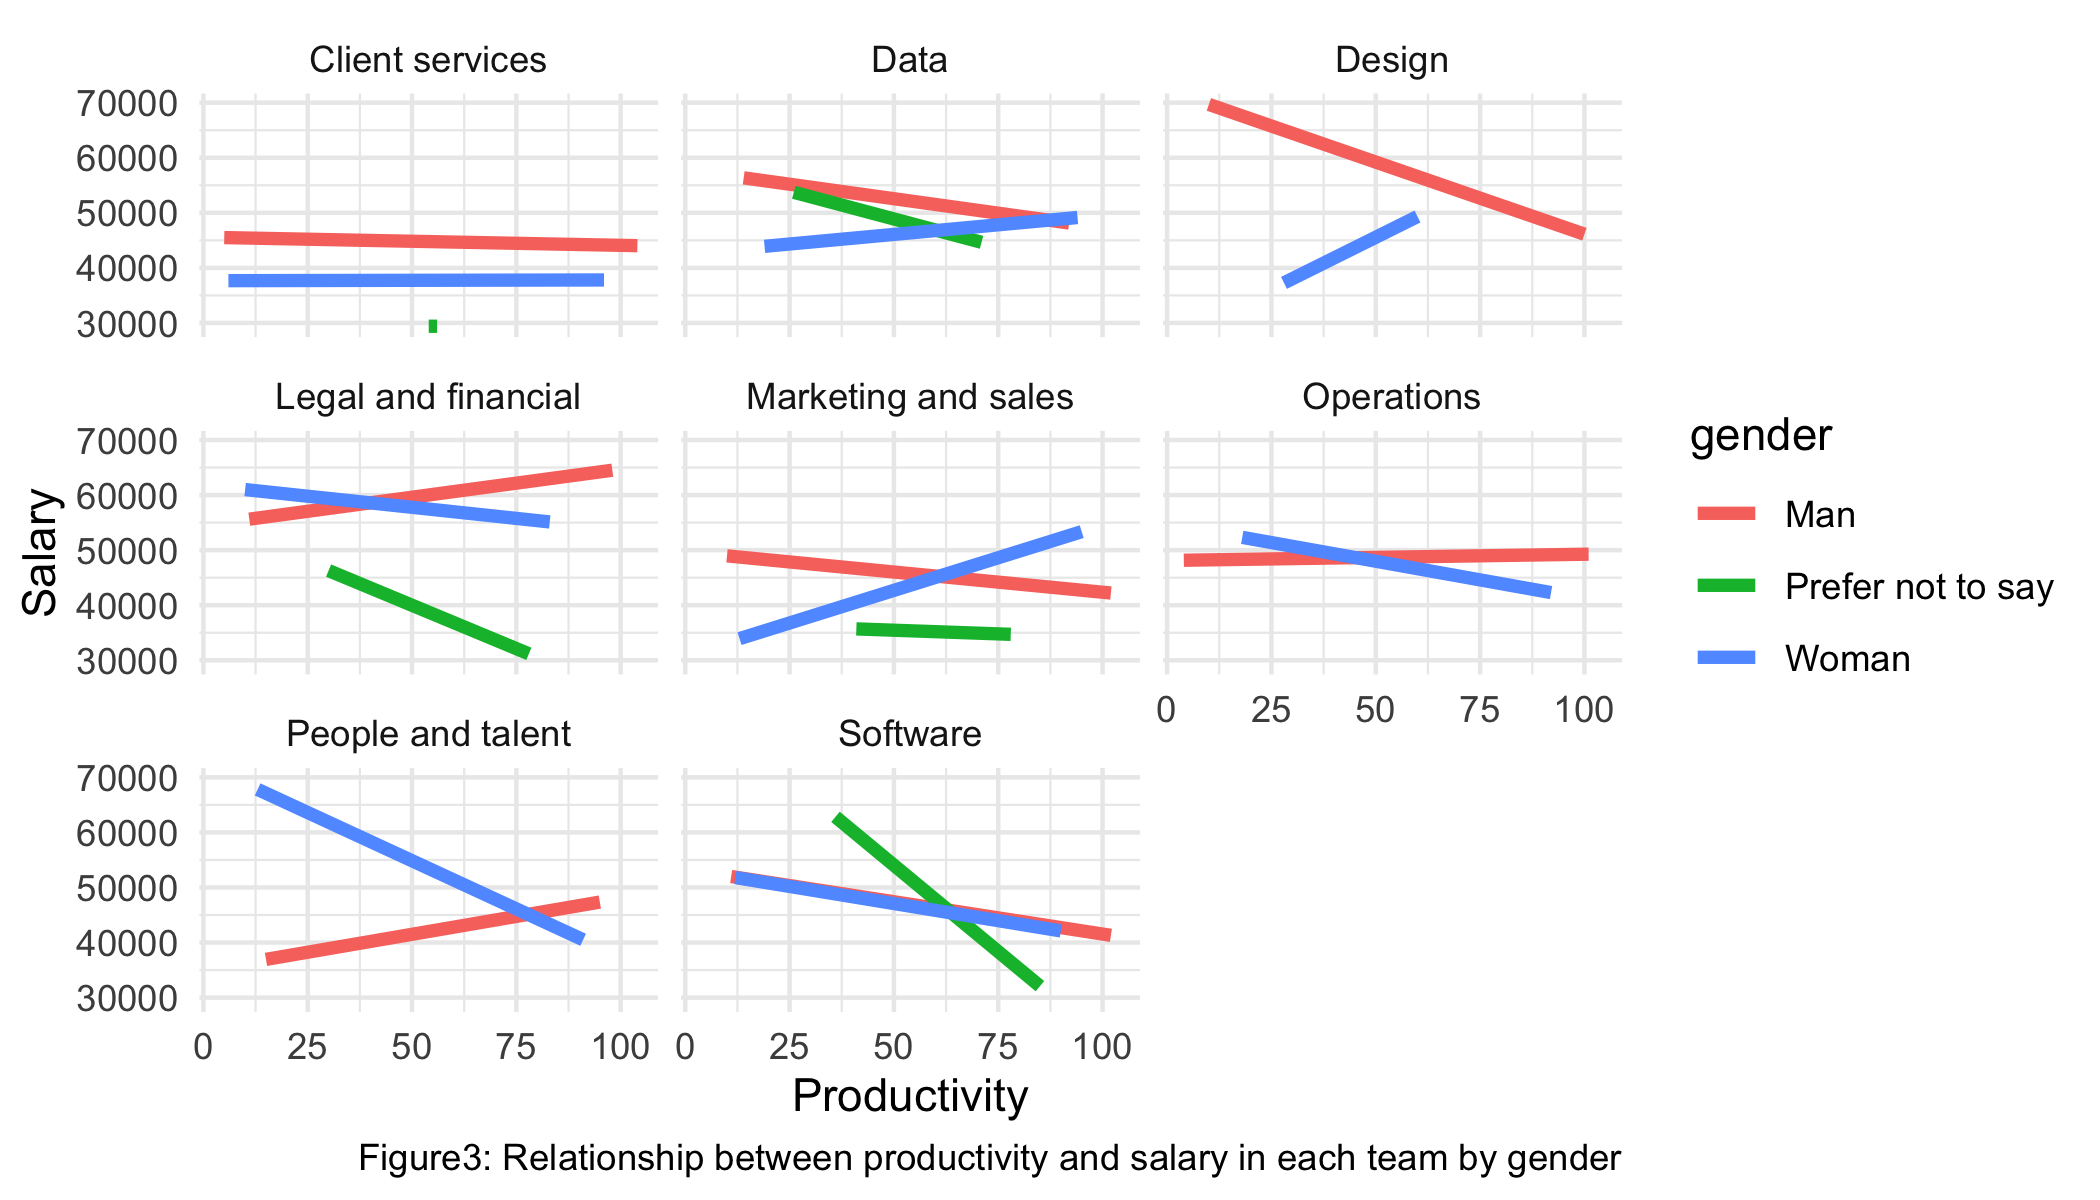 Client services
Data
Design
70000
60000
50000
40000
30000
Legal and financial
Marketing and sales
Operations
70000
60000
50000
40000
30000
0 25 50 75 100
People and talent
Software
70000
60000
50000
40000
30000
0 25 50 75 100
0 25 50 75 100
Salary
Productivity
gender
Man
Prefer not to say
Woman
Figure3: Relationship between productivity and salary in each team by gender